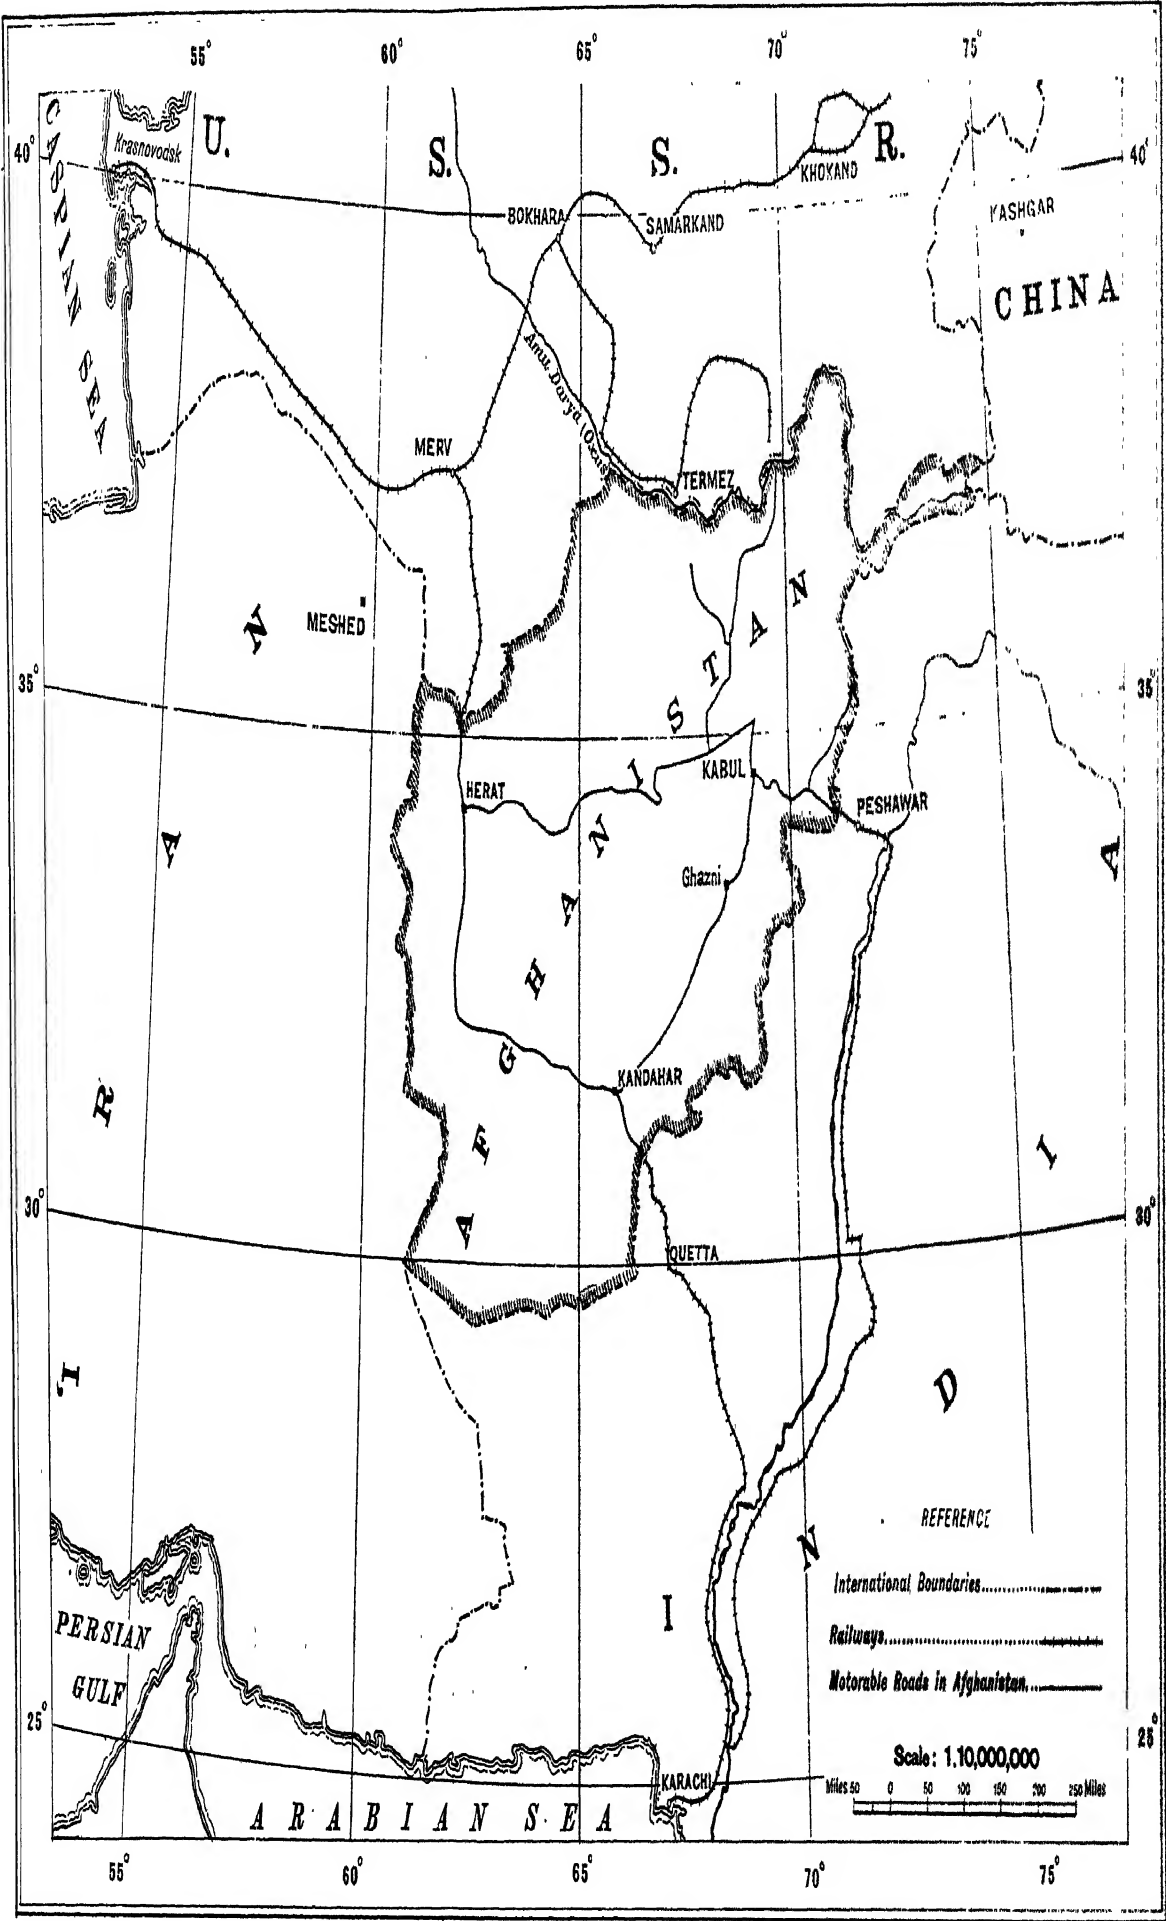 55° 60° 65° 70° 75°
40° 40°
CASPIAN SEA
Krasnovodsk
U. S. S. R.
KHOKAND
BOKHARA
SAMARKAND
KASHGAR
CHINA
Amu Darya (Oxus)
MERV
TERMEZ
MESHED
35° 35°
HERAT
KABUL
PESHAWAR
Ghazni
AFGHANISTAN
IRAN
KANDAHAR
30° 30°
QUETTA
INDIA
REFERENCE
International Boundaries
Railways
Motorable Roads in Afghanistan
PERSIAN
GULF
25° 25°
Scale: 1.10,000,000
Miles 50 0 50 100 150 200 250 Miles
KARACHI
ARABIAN SEA
55° 60° 65° 70° 75°